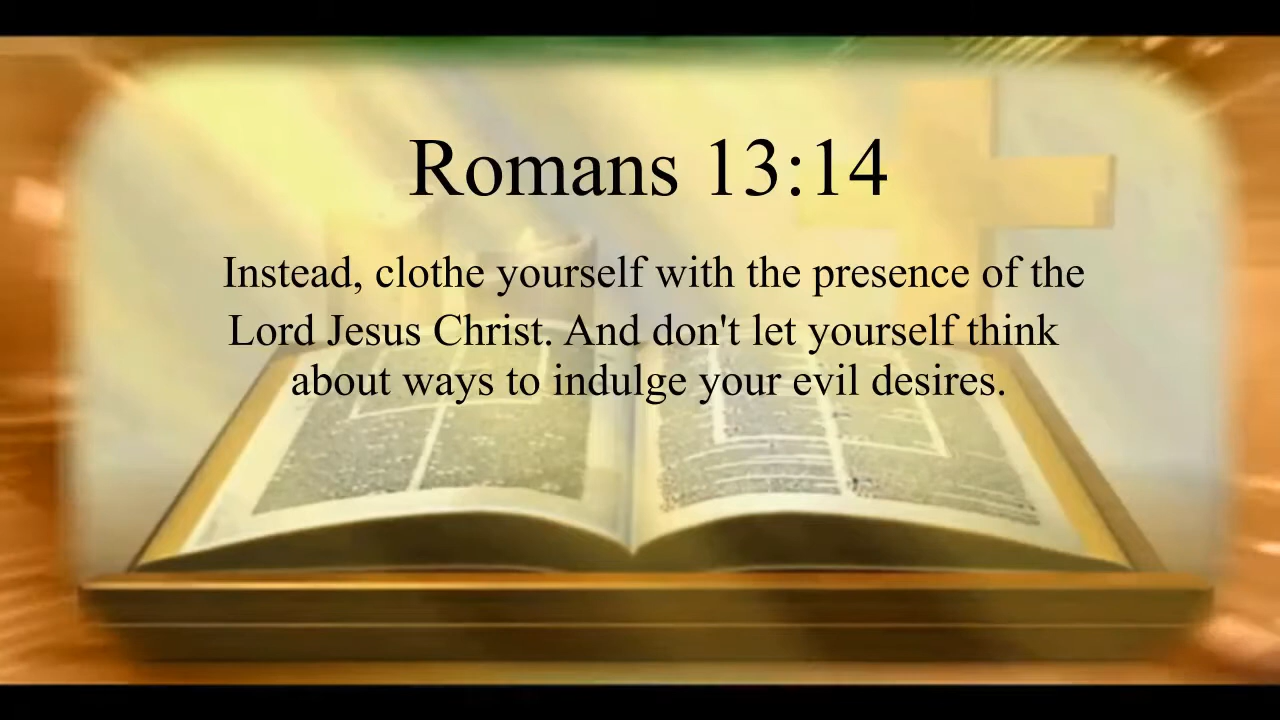 Romans 13:14
Instead, clothe yourself with the presence of the
Lord Jesus Christ. And don't let yourself think
about ways to indulge your evil desires.